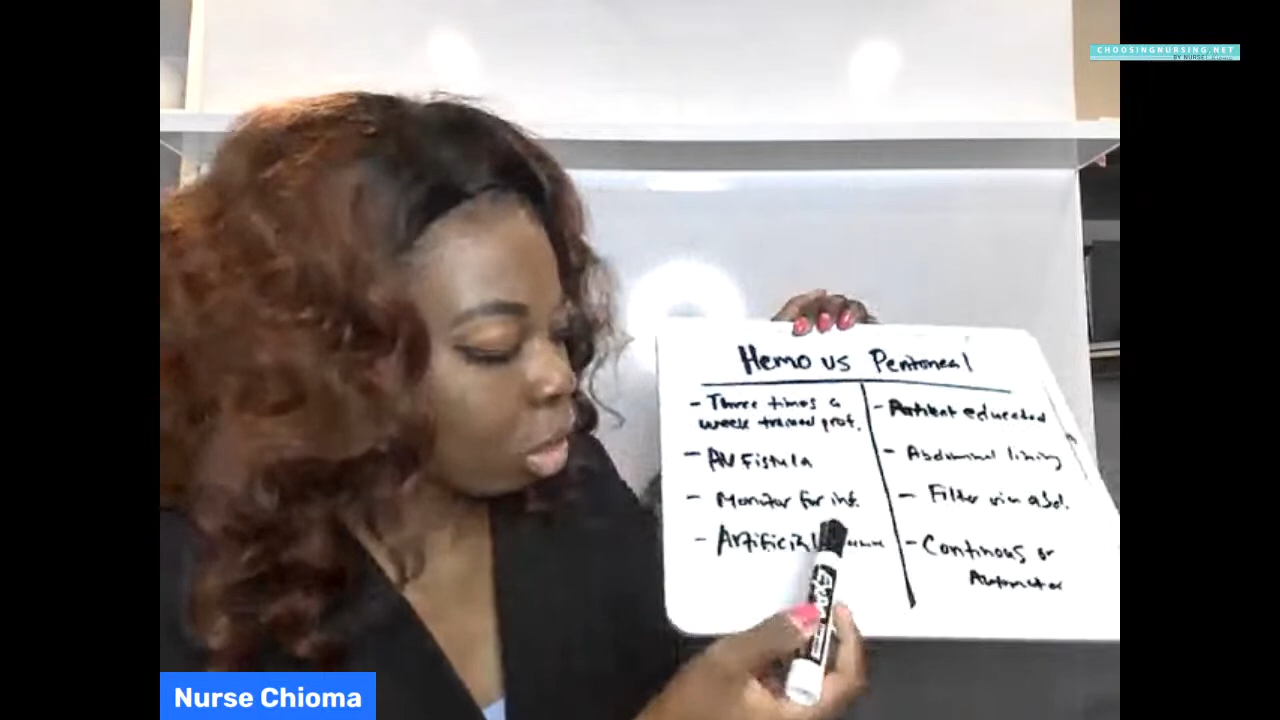 CHOOSINGNURSING.NET
Hemo vs Peritoneal
- Three times a
week trained prof.
- AV Fistula
- Monitor for inf.
- Artificial
- Patient educated
- Abdominal lining
- Filter via abd.
- Continous or
EXPO
Nurse Chioma